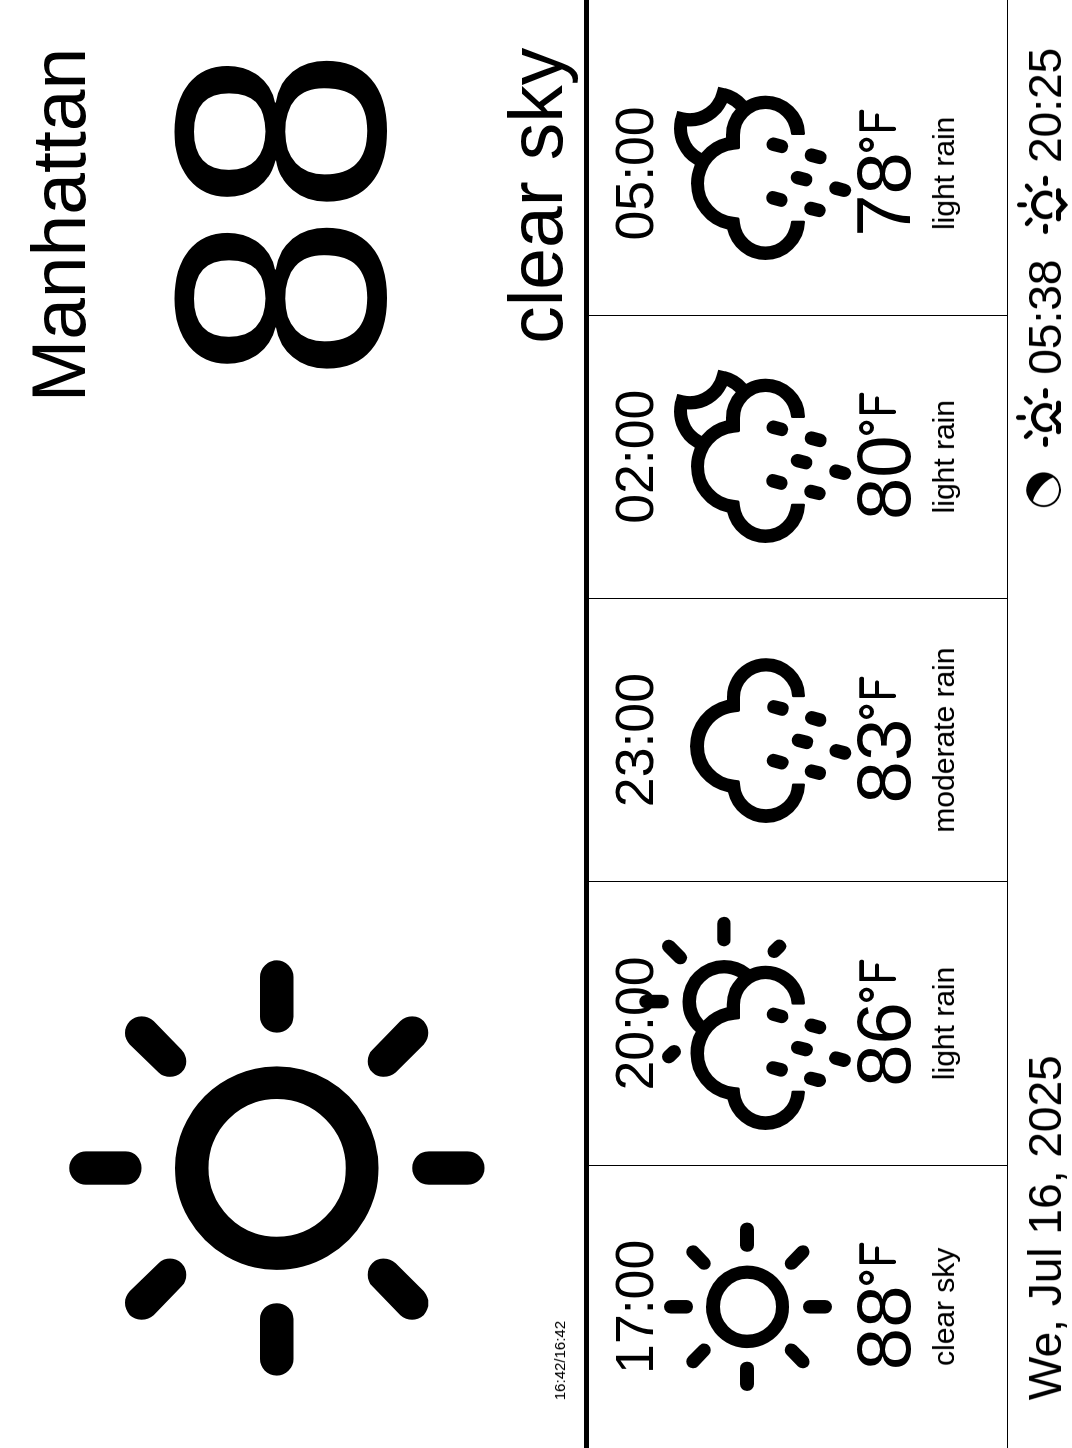 Manhattan
88
clear sky
16:42/16:42
17:00 20:00 23:00 02:00 05:00
88°F 86°F 83°F 80°F 78°F
clear sky light rain moderate rain light rain light rain
We, Jul 16, 2025 05:38 20:25